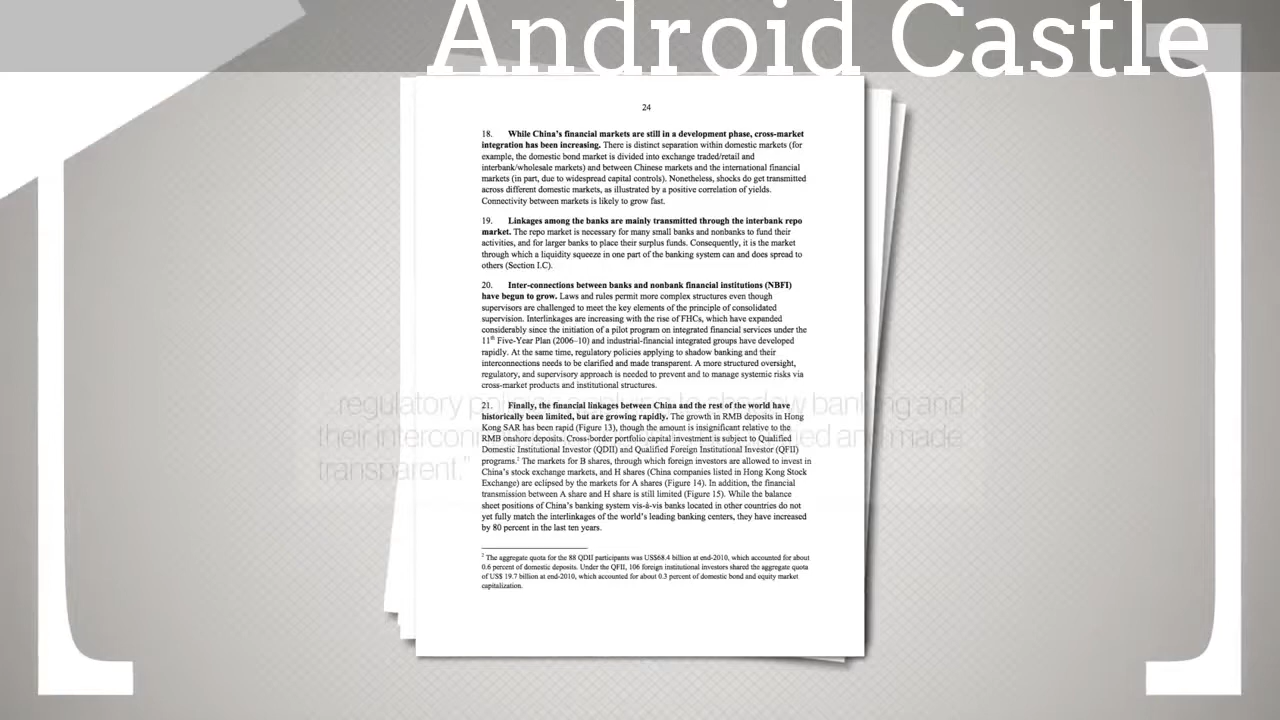 Android Castle
24
18. While China's financial markets are still in a development phase, cross-market
integration has been increasing. There is distinct separation within domestic markets (for
example, the domestic bond market is divided into exchange traded/retail and
interbank/wholesale markets) and between Chinese markets and the international financial
markets (in part, due to widespread capital controls). Nonetheless, shocks do get transmitted
across different domestic markets, as illustrated by a positive correlation of yields.
Connectivity between markets is likely to grow fast.
19. Linkages among the banks are mainly transmitted through the interbank repo
market. The repo market is necessary for many small banks and nonbanks to fund their
activities, and for larger banks to place their surplus funds. Consequently, it is the market
through which a liquidity squeeze in one part of the banking system can and does spread to
others (Section I.C).
20. Inter-connections between banks and nonbank financial institutions (NBFI)
have begun to grow. Laws and rules permit more complex structures even though
supervisors are challenged to meet the key elements of the principle of consolidated
supervision. Interlinkages are increasing with the rise of FHCs, which have expanded
considerably since the initiation of a pilot program on integrated financial services under the
11th Five-Year Plan (2006–10) and industrial-financial integrated groups have developed
rapidly. At the same time, regulatory policies applying to shadow banking and their
interconnections needs to be clarified and made transparent. A more structured oversight,
regulatory, and supervisory approach is needed to prevent and to manage systemic risks via
cross-market products and institutional structures.
21. Finally, the financial linkages between China and the rest of the world have
historically been limited, but are growing rapidly. The growth in RMB deposits in Hong
Kong SAR has been rapid (Figure 13), though the amount is insignificant relative to the
RMB onshore deposits. Cross-border portfolio capital investment is subject to Qualified
Domestic Institutional Investor (QDII) and Qualified Foreign Institutional Investor (QFII)
programs.2 The markets for B shares, through which foreign investors are allowed to invest in
China's stock exchange markets, and H shares (China companies listed in Hong Kong Stock
Exchange) are eclipsed by the markets for A shares (Figure 14). In addition, the financial
transmission between A share and H share is still limited (Figure 15). While the balance
sheet positions of China's banking system vis-à-vis banks located in other countries do not
yet fully match the interlinkages of the world's leading banking centers, they have increased
by 80 percent in the last ten years.
2 The aggregate quota for the 88 QDII participants was US$68.4 billion at end-2010, which accounted for about
0.6 percent of domestic deposits. Under the QFII, 106 foreign institutional investors shared the aggregate quota
of US$ 19.7 billion at end-2010, which accounted for about 0.3 percent of domestic bond and equity market
capitalization.
regulatory to shadow banking and
their and made
transparent."